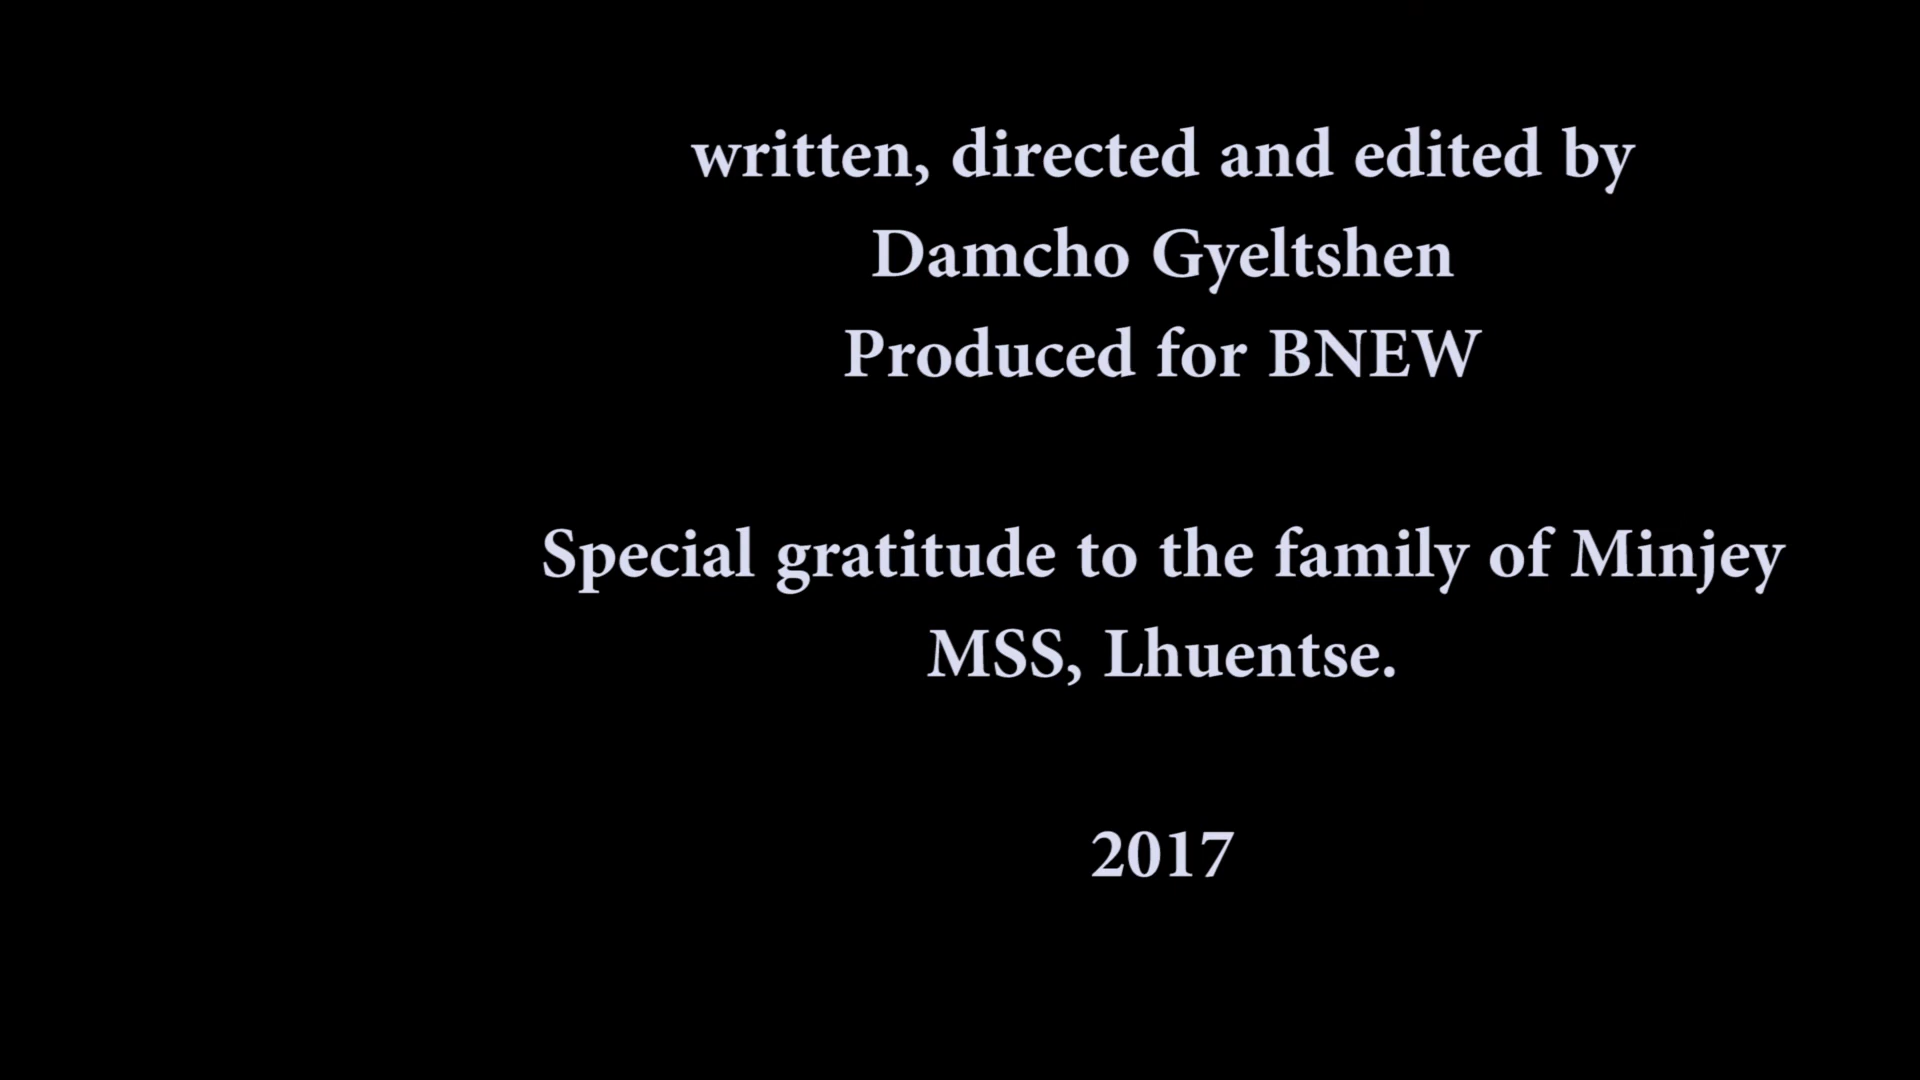 written, directed and edited by
Damcho Gyeltshen
Produced for BNEW
Special gratitude to the family of Minjey
MSS, Lhuentse.
2017